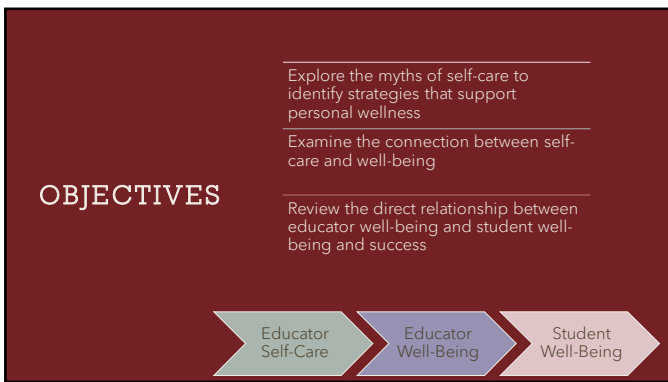 OBJECTIVES
Explore the myths of self-care to
identify strategies that support
personal wellness
Examine the connection between self-
care and well-being
Review the direct relationship between
educator well-being and student well-
being and success
Educator
Self-Care
Educator
Well-Being
Student
Well-Being